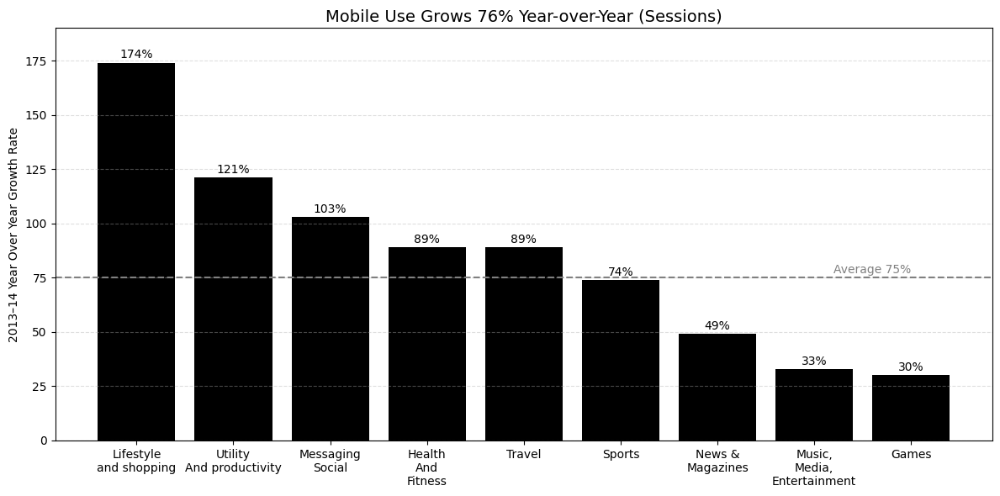 Mobile Use Grows 76% Year-over-Year (Sessions)
2013–14 Year Over Year Growth Rate
175
150
125
100
75
50
25
0
174%
121%
103%
89%
89%
74%
49%
33%
30%
Average 75%
Lifestyle
and shopping
Utility
And productivity
Messaging
Social
Health
And
Fitness
Travel
Sports
News &
Magazines
Music,
Media,
Entertainment
Games